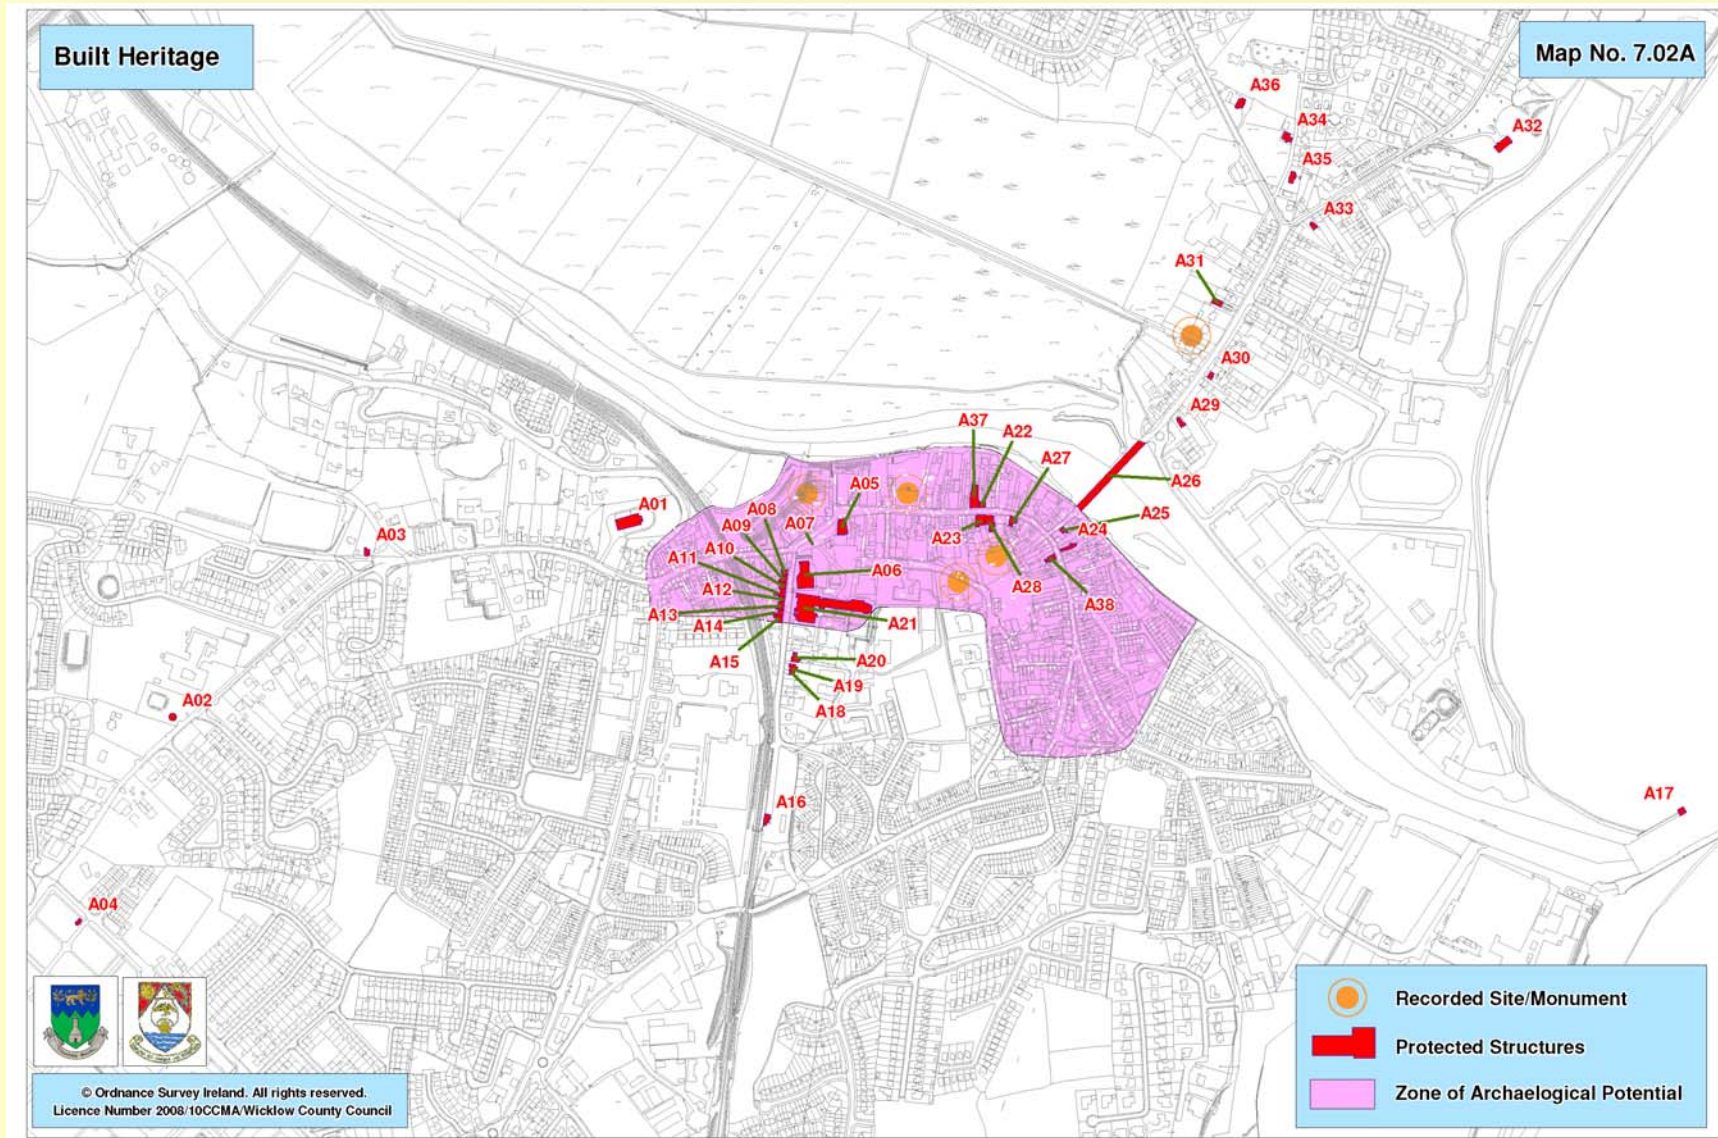 Built Heritage
Map No. 7.02A
A36
A34
A32
A35
A33
A31
A30
A29
A37
A22
A27
A26
A05
A25
A01
A08
A07
A09
A24
A23
A03
A10
A11
A06
A28
A12
A38
A13
A14
A21
A15
A20
A19
A18
A02
A16
A17
A04
Recorded Site/Monument
Protected Structures
Zone of Archaelogical Potential
© Ordnance Survey Ireland. All rights reserved.
Licence Number 2008/10CCMA/Wicklow County Council